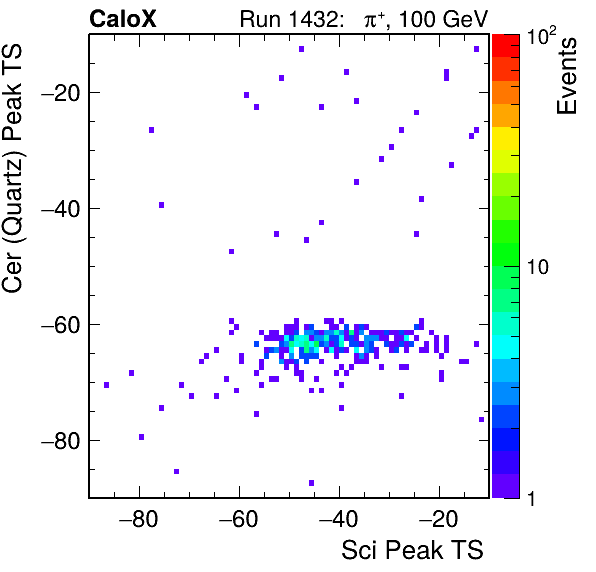 CaloX Run 1432: π⁺, 100 GeV
Cer (Quartz) Peak TS
−20
−40
−60
−80
−80 −60 −40 −20
Sci Peak TS
10²
10
1
Events